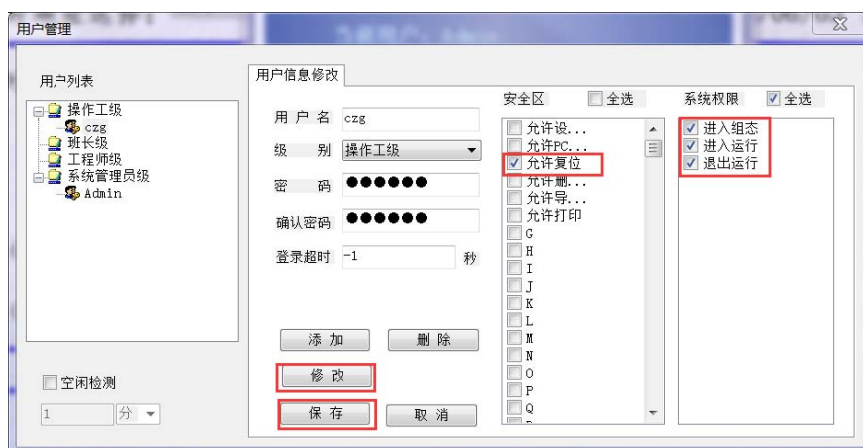 用户管理
用户列表
操作工级
czg
班长级
工程师级
系统管理员级
Admin
空闲检测
1 分
用户信息修改
用 户 名 czg
级 别 操作工级
密 码 ●●●●●●
确认密码 ●●●●●●
登录超时 -1 秒
添 加 删 除
修 改
保 存 取 消
安全区 全选
允许设...
允许PC...
允许复位
允许删...
允许导...
允许打印
G
H
I
J
K
L
M
N
O
P
Q
系统权限 全选
进入组态
进入运行
退出运行